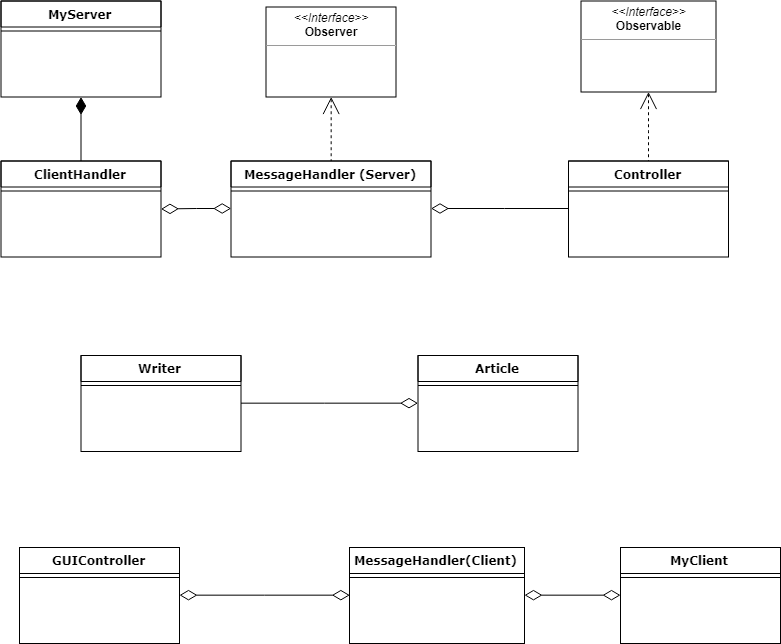 MyServer
<<Interface>>
Observer
<<Interface>>
Observable
ClientHandler
MessageHandler (Server)
Controller
Writer
Article
GUIController
MessageHandler(Client)
MyClient